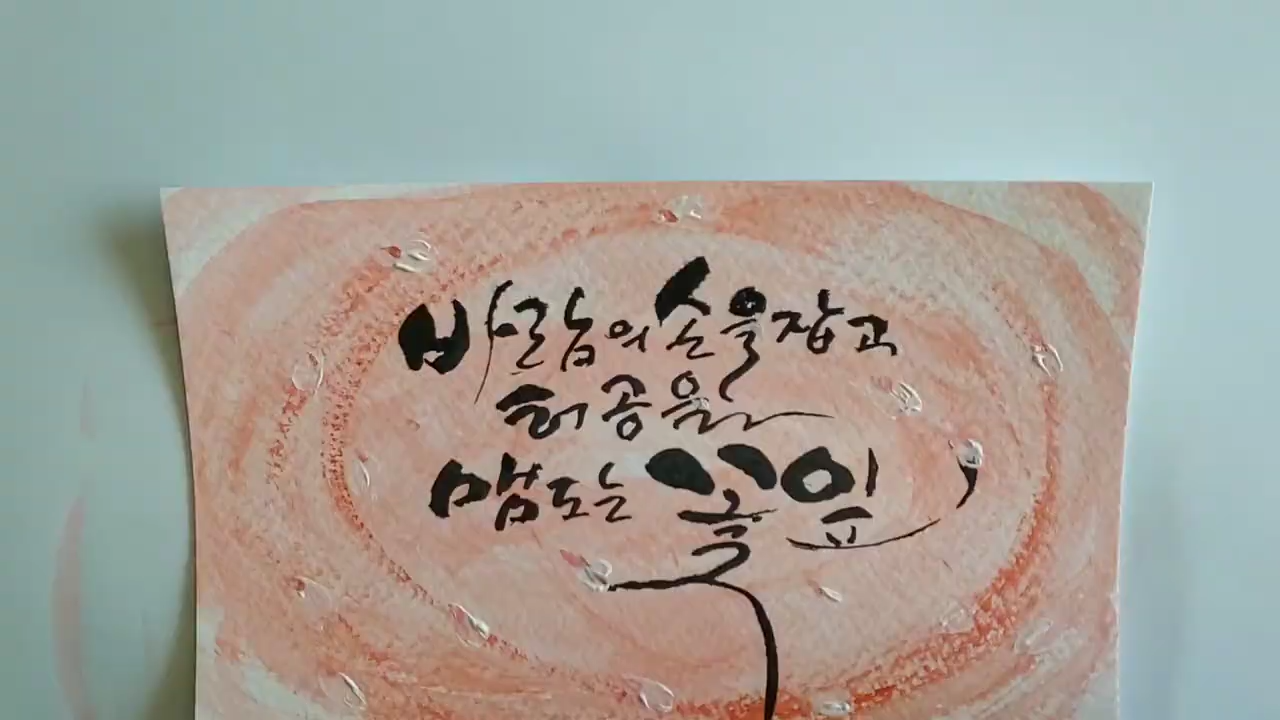 바람의 손을 잡고
허공을
맴도는 꽃잎